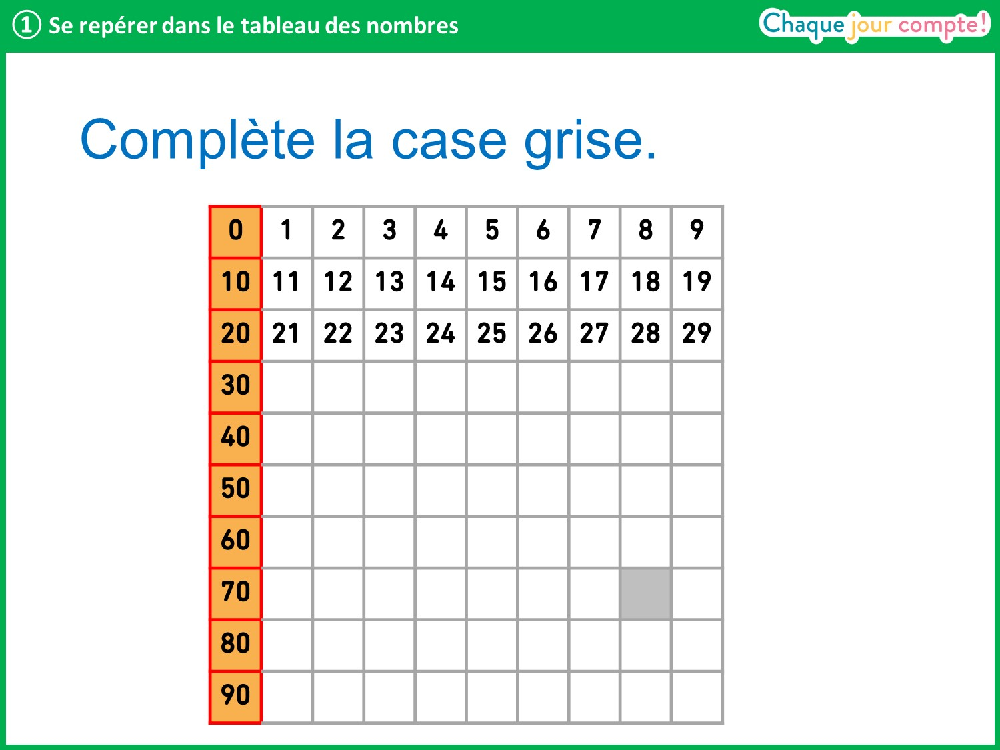 ① Se repérer dans le tableau des nombres
Chaque jour compte!
Complète la case grise.
0 1 2 3 4 5 6 7 8 9
10 11 12 13 14 15 16 17 18 19
20 21 22 23 24 25 26 27 28 29
30
40
50
60
70
80
90